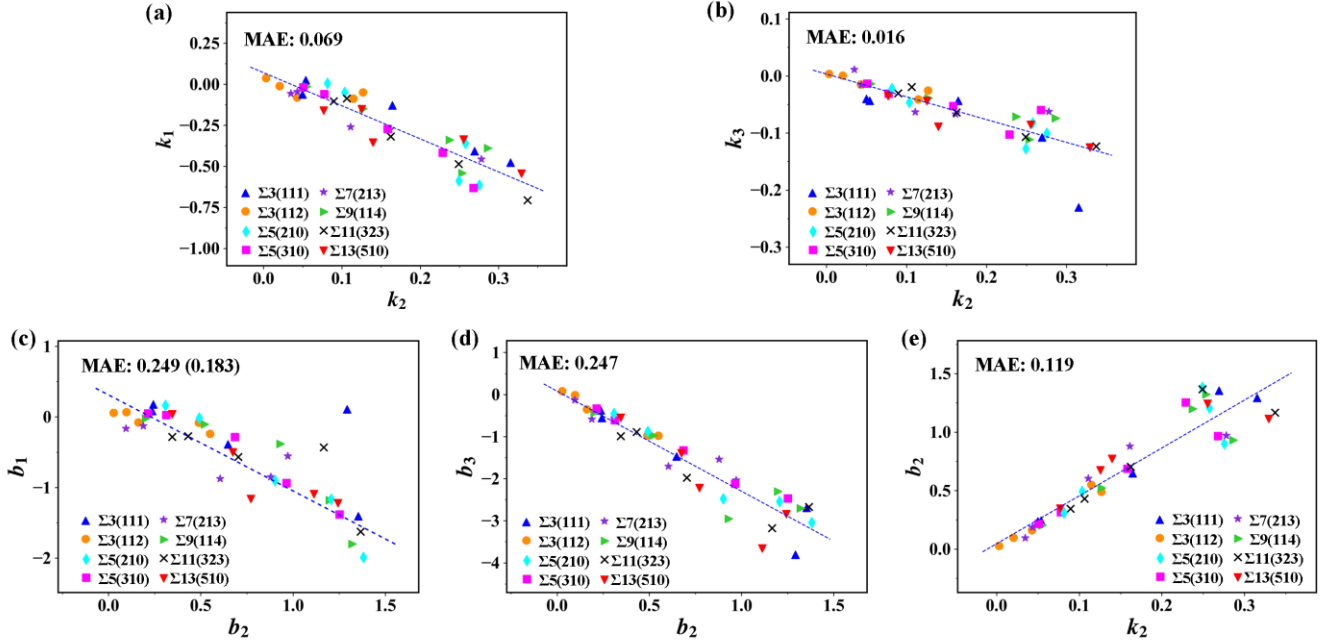 (a)
MAE: 0.069
0.25
0.00
−0.25
−0.50
−0.75
−1.00
k₁
Σ3(111) Σ7(213)
Σ3(112) Σ9(114)
Σ5(210) Σ11(323)
Σ5(310) Σ13(510)
0.0 0.1 0.2 0.3
k₂
(b)
MAE: 0.016
0.1
0.0
−0.1
−0.2
−0.3
k₃
Σ3(111) Σ7(213)
Σ3(112) Σ9(114)
Σ5(210) Σ11(323)
Σ5(310) Σ13(510)
0.0 0.1 0.2 0.3
k₂
(c)
MAE: 0.249 (0.183)
1
0
−1
−2
b₁
Σ3(111) Σ7(213)
Σ3(112) Σ9(114)
Σ5(210) Σ11(323)
Σ5(310) Σ13(510)
0.0 0.5 1.0 1.5
b₂
(d)
MAE: 0.247
1
0
−1
−2
−3
−4
b₃
Σ3(111) Σ7(213)
Σ3(112) Σ9(114)
Σ5(210) Σ11(323)
Σ5(310) Σ13(510)
0.0 0.5 1.0 1.5
b₂
(e)
MAE: 0.119
1.5
1.0
0.5
0.0
b₂
Σ3(111) Σ7(213)
Σ3(112) Σ9(114)
Σ5(210) Σ11(323)
Σ5(310) Σ13(510)
0.0 0.1 0.2 0.3
k₂